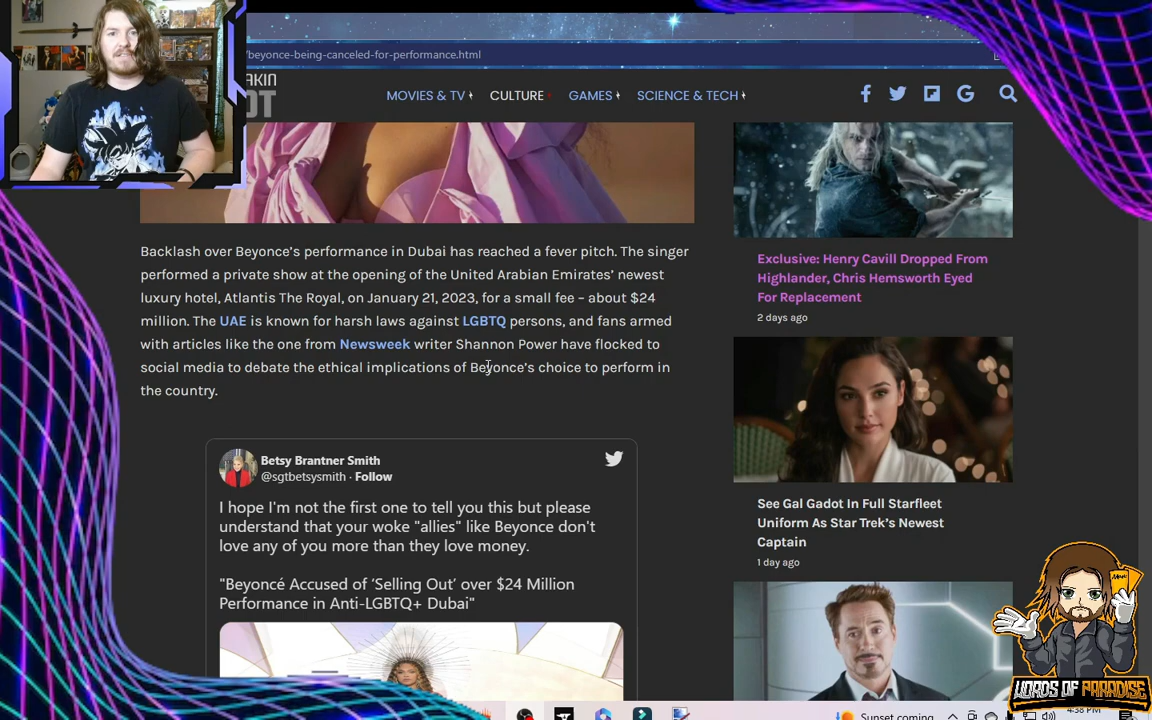 /beyonce-being-canceled-for-performance.html
AKIN
OT
MOVIES & TV
CULTURE
GAMES
SCIENCE & TECH
Backlash over Beyonce's performance in Dubai has reached a fever pitch. The singer
performed a private show at the opening of the United Arabian Emirates' newest
luxury hotel, Atlantis The Royal, on January 21, 2023, for a small fee – about $24
million. The UAE is known for harsh laws against LGBTQ persons, and fans armed
with articles like the one from Newsweek writer Shannon Power have flocked to
social media to debate the ethical implications of Beyonce's choice to perform in
the country.
Betsy Brantner Smith
@sgtbetsysmith · Follow
I hope I'm not the first one to tell you this but please
understand that your woke "allies" like Beyonce don't
love any of you more than they love money.
"Beyoncé Accused of 'Selling Out' over $24 Million
Performance in Anti-LGBTQ+ Dubai"
Exclusive: Henry Cavill Dropped From
Highlander, Chris Hemsworth Eyed
For Replacement
2 days ago
See Gal Gadot In Full Starfleet
Uniform As Star Trek's Newest
Captain
1 day ago
WORDS OF PARADISE
Sunset coming
4:38 PM